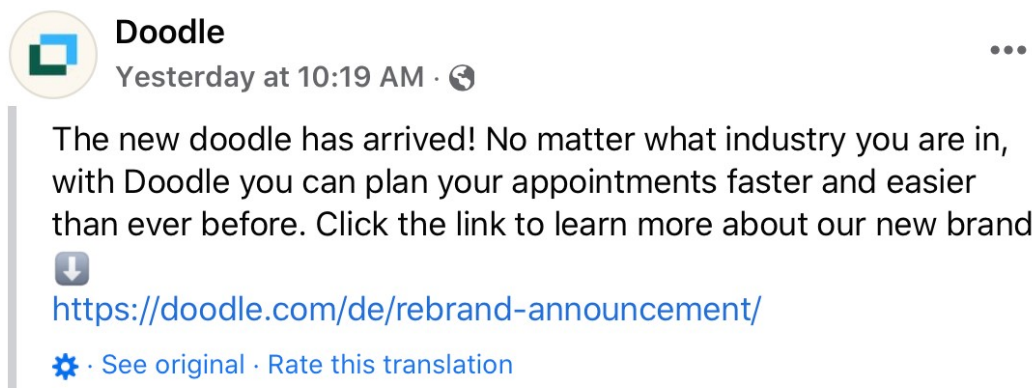 Doodle
Yesterday at 10:19 AM ·
The new doodle has arrived! No matter what industry you are in,
with Doodle you can plan your appointments faster and easier
than ever before. Click the link to learn more about our new brand
⬇️
https://doodle.com/de/rebrand-announcement/
· See original · Rate this translation